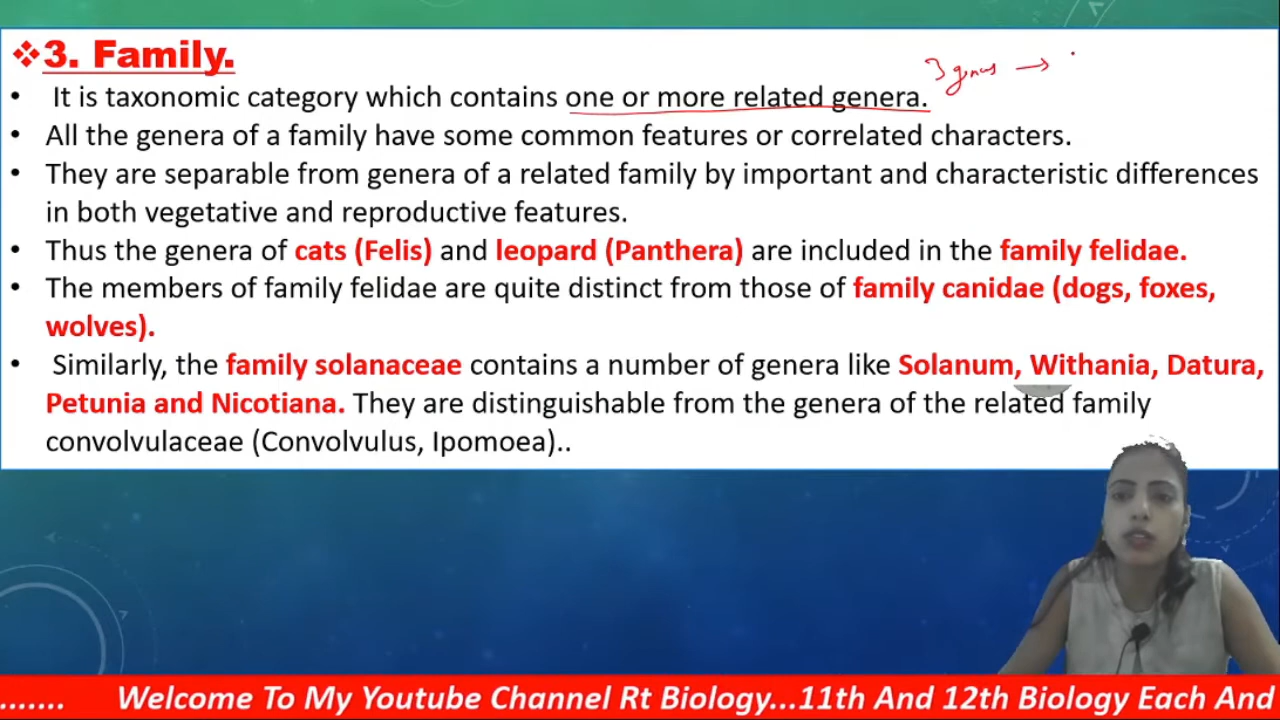 ❖3. Family.
3 genus →
• It is taxonomic category which contains one or more related genera.
• All the genera of a family have some common features or correlated characters.
• They are separable from genera of a related family by important and characteristic differences
in both vegetative and reproductive features.
• Thus the genera of cats (Felis) and leopard (Panthera) are included in the family felidae.
• The members of family felidae are quite distinct from those of family canidae (dogs, foxes,
wolves).
• Similarly, the family solanaceae contains a number of genera like Solanum, Withania, Datura,
Petunia and Nicotiana. They are distinguishable from the genera of the related family
convolvulaceae (Convolvulus, Ipomoea)..
....... Welcome To My Youtube Channel Rt Biology...11th And 12th Biology Each And